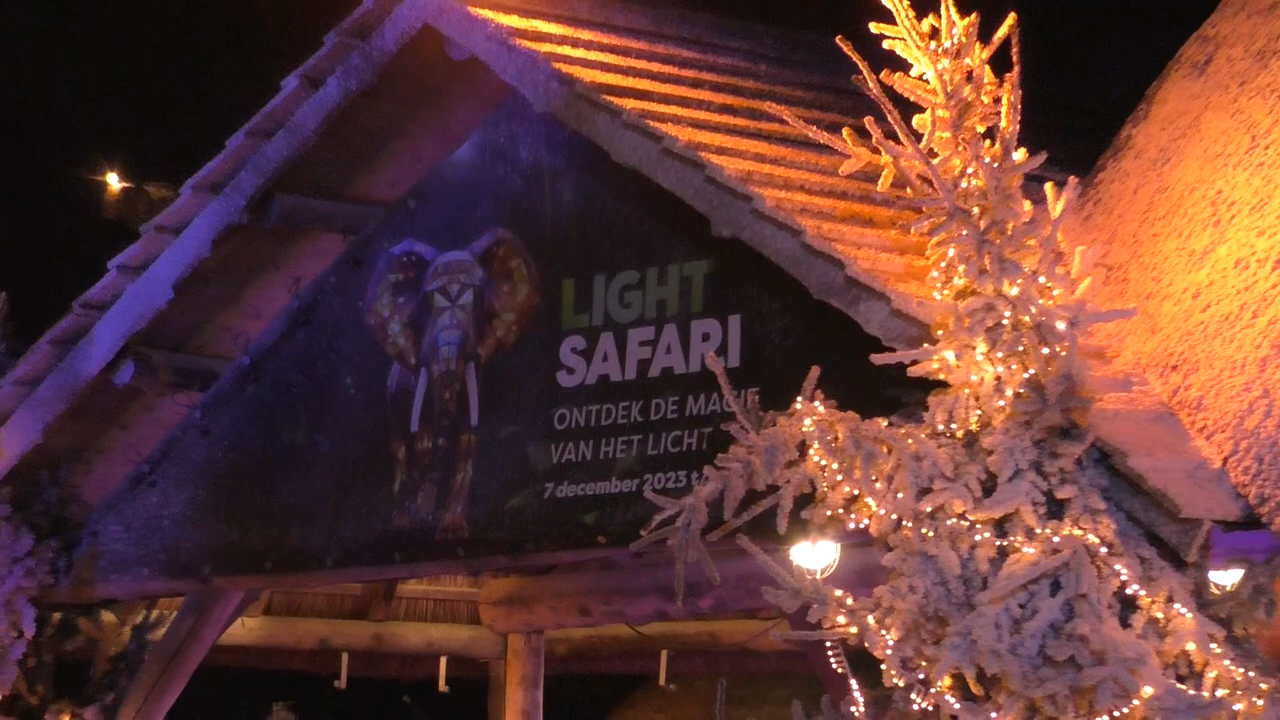 LIGHT
SAFARI
ONTDEK DE MAGIE
VAN HET LICHT
7 december 2023 t/